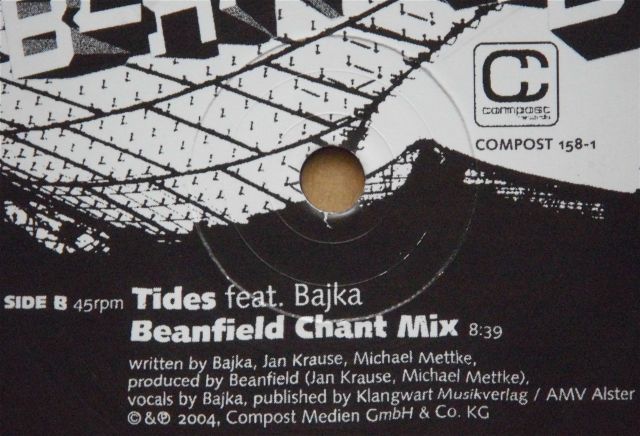 compost
records
COMPOST 158-1
SIDE B 45rpm Tides feat. Bajka
Beanfield Chant Mix 8:39
written by Bajka, Jan Krause, Michael Mettke,
produced by Beanfield (Jan Krause, Michael Mettke),
vocals by Bajka, published by Klangwart Musikverlag / AMV Alster
©&℗ 2004, Compost Medien GmbH & Co. KG